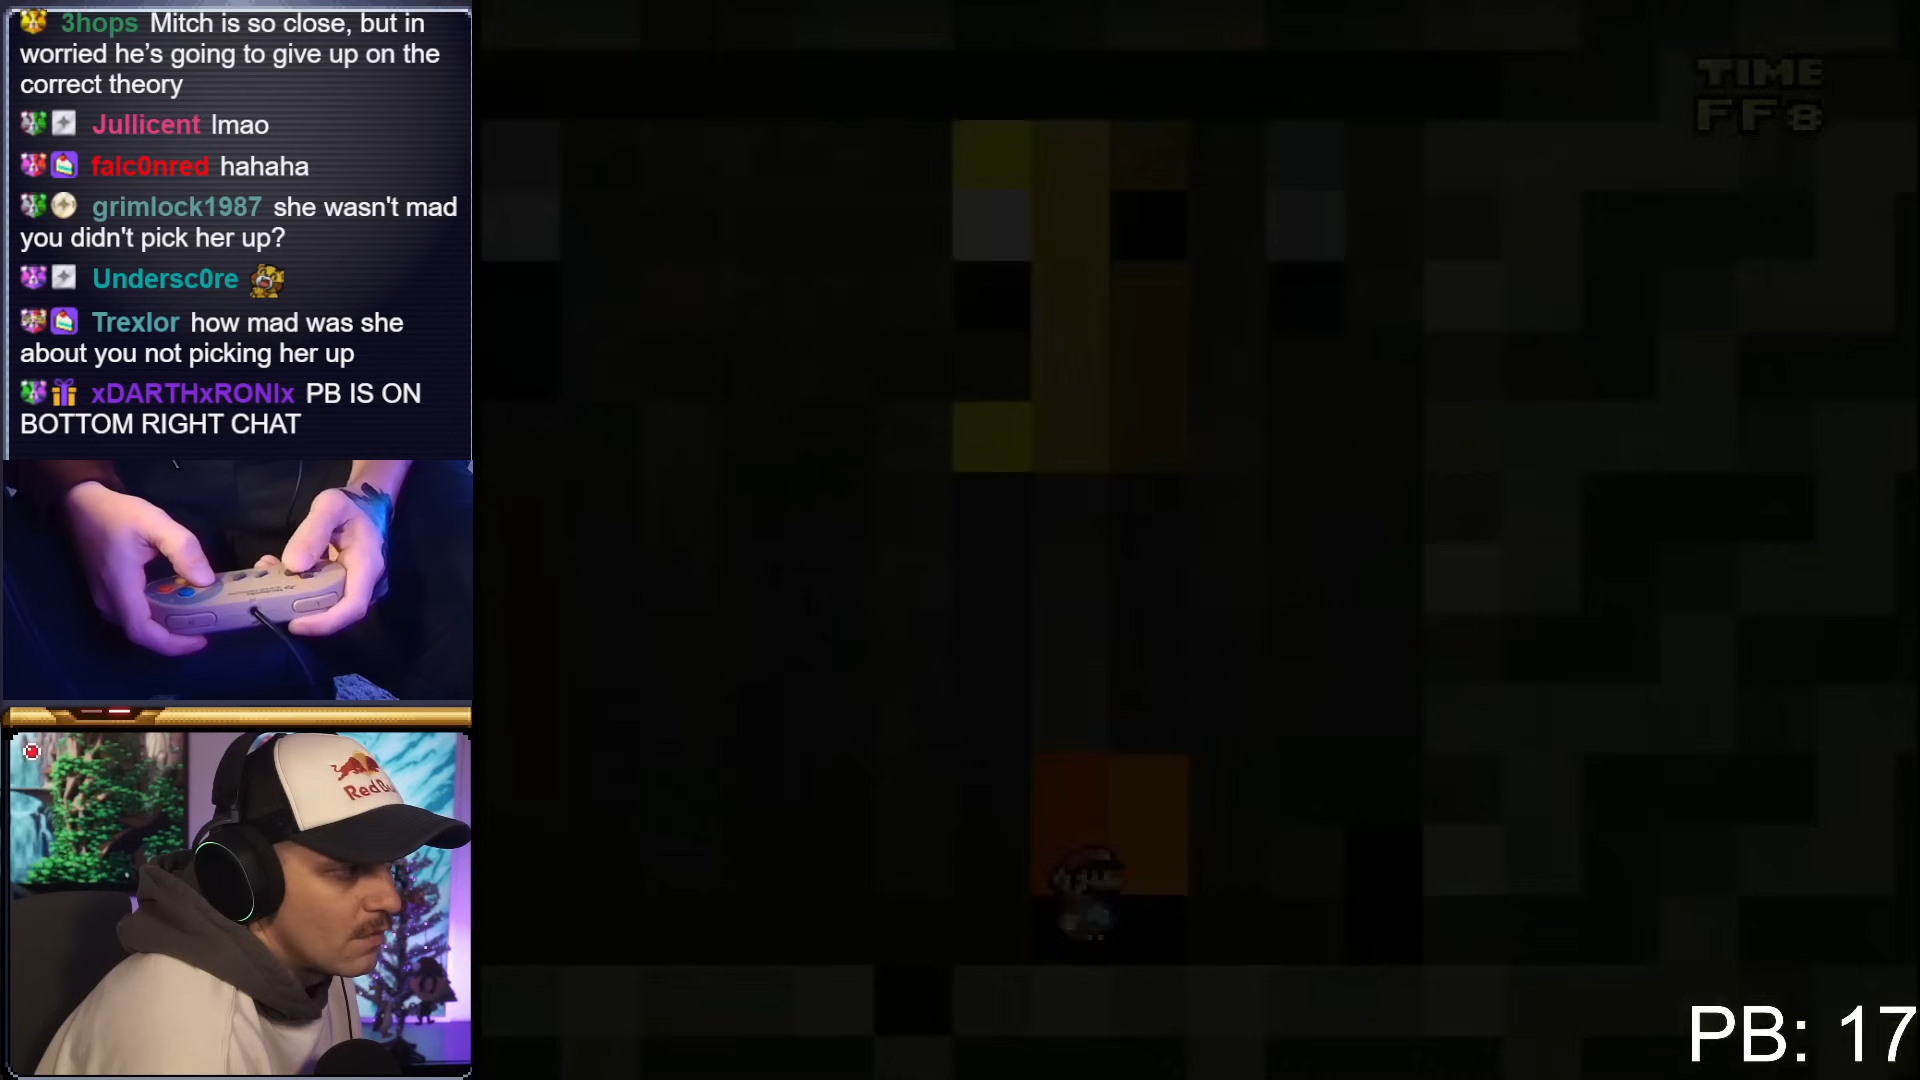 3hops Mitch is so close, but in
worried he's going to give up on the
correct theory
Jullicent lmao
falc0nred hahaha
grimlock1987 she wasn't mad
you didn't pick her up?
Undersc0re
Trexlor how mad was she
about you not picking her up
xDARTHxRONIx PB IS ON
BOTTOM RIGHT CHAT
TIME
FF8
Red Bu
PB: 17